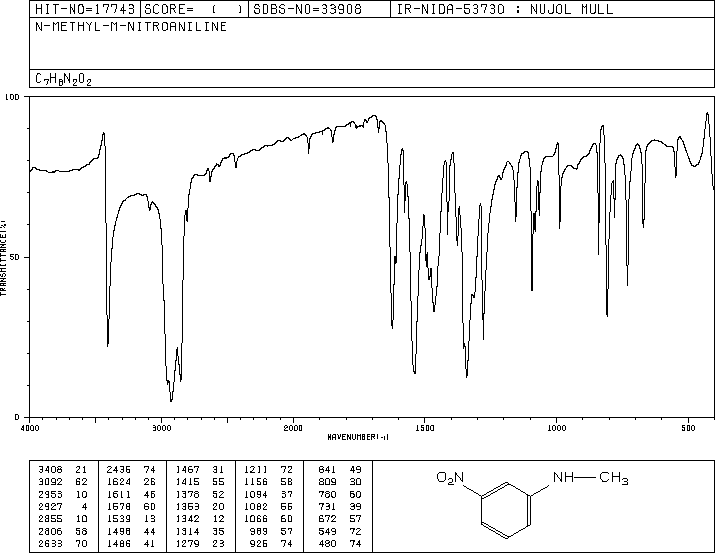 HIT-NO=17743 SCORE= ( ) SDBS-NO=33908 IR-NIDA-53730 : NUJOL MULL
N-METHYL-M-NITROANILINE
C7H8N2O2
100
50
0
TRANSMITTANCE(%)
4000 3000 2000 1500 1000 500
WAVENUMBER(-1)
3408 21 2436 74 1467 31 1211 72 841 49
3092 62 1624 26 1415 55 1156 58 809 30
2953 10 1611 46 1378 52 1094 37 780 60
2927 4 1578 60 1353 20 1082 55 731 39
2855 10 1539 13 1342 12 1066 60 672 57
2806 58 1498 44 1314 35 989 57 549 72
2633 70 1486 41 1279 23 926 74 480 74
O2N NH CH3